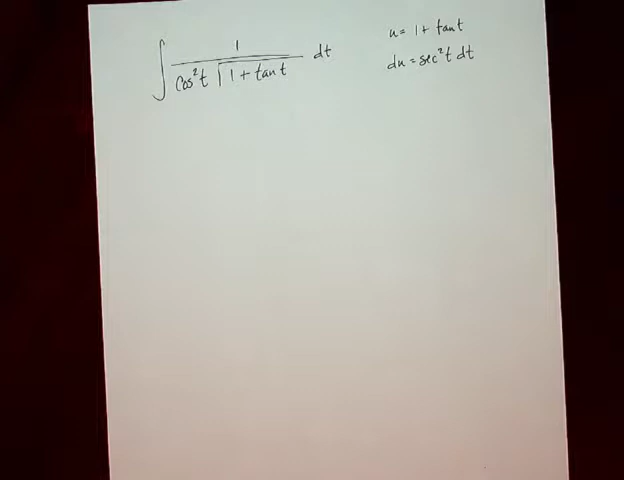 ∫ 1 / (cos²t √(1 + tan t)) dt
u = 1 + tan t
du = sec²t dt